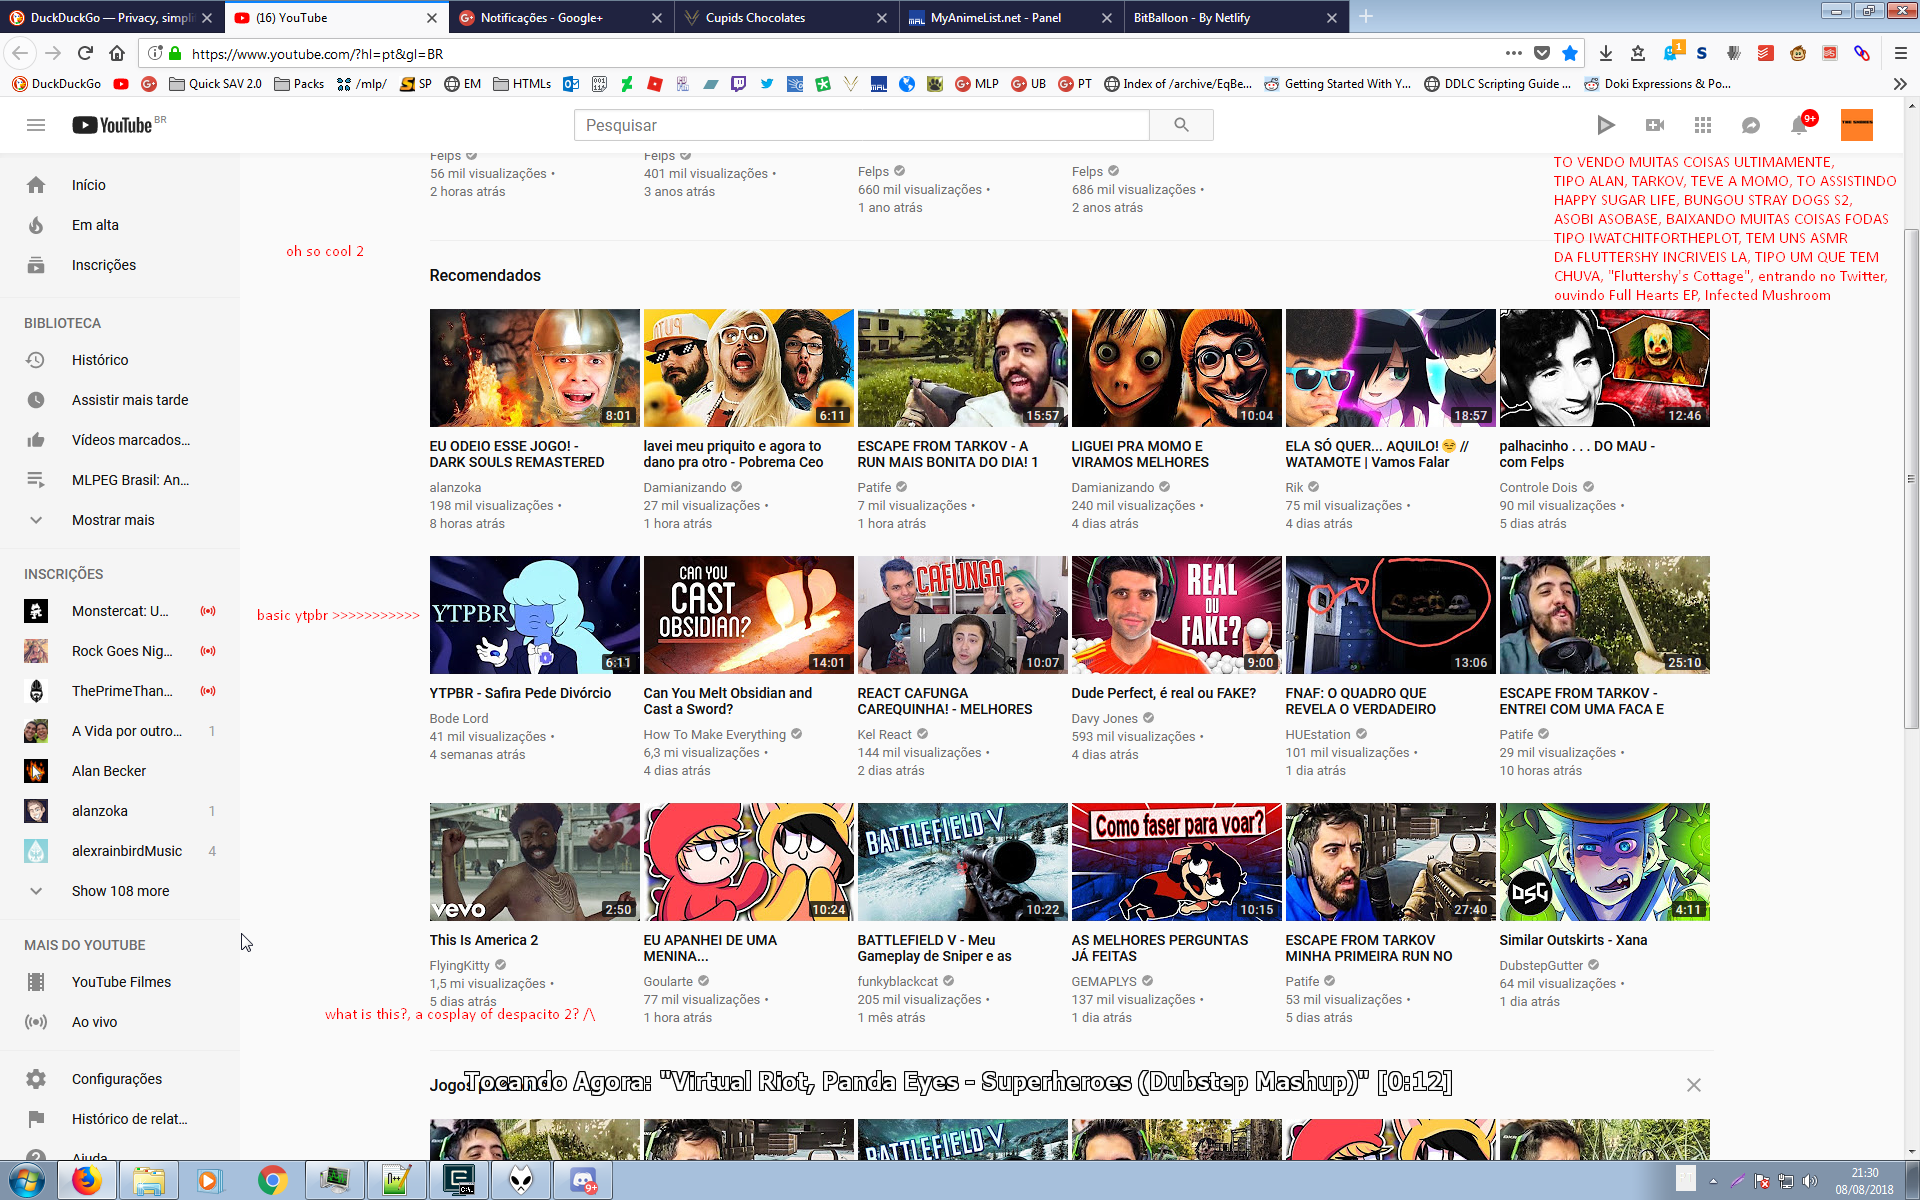 DuckDuckGo — Privacy, simpli
(16) YouTube
Notificações - Google+
Cupids Chocolates
MyAnimeList.net - Panel
BitBalloon - By Netlify
https://www.youtube.com/?hl=pt&gl=BR
1
DuckDuckGo
Quick SAV 2.0
Packs
/mlp/
SP
EM
HTMLs
MAL
MLP
UB
PT
Index of /archive/EqBe...
Getting Started With Y...
DDLC Scripting Guide ...
Doki Expressions & Po...
YouTube BR
Pesquisar
9+
Início
Em alta
Inscrições
BIBLIOTECA
Histórico
Assistir mais tarde
Vídeos marcados...
MLPEG Brasil: An...
Mostrar mais
INSCRIÇÕES
Monstercat: U...
Rock Goes Nig...
ThePrimeThan...
A Vida por outro... 1
Alan Becker
alanzoka 1
alexrainbirdMusic 4
Show 108 more
MAIS DO YOUTUBE
YouTube Filmes
Ao vivo
Configurações
Histórico de relat...
Ajuda
Felps
56 mil visualizações •
2 horas atrás
Felps
401 mil visualizações •
3 anos atrás
Felps
660 mil visualizações •
1 ano atrás
Felps
686 mil visualizações •
2 anos atrás
TO VENDO MUITAS COISAS ULTIMAMENTE,
TIPO ALAN, TARKOV, TEVE A MOMO, TO ASSISTINDO
HAPPY SUGAR LIFE, BUNGOU STRAY DOGS S2,
ASOBI ASOBASE, BAIXANDO MUITAS COISAS FODAS
TIPO IWATCHITFORTHEPLOT, TEM UNS ASMR
DA FLUTTERSHY INCRIVEIS LA, TIPO UM QUE TEM
CHUVA, "Fluttershy's Cottage", entrando no Twitter,
ouvindo Full Hearts EP, Infected Mushroom
oh so cool 2
Recomendados
8:01
EU ODEIO ESSE JOGO! -
DARK SOULS REMASTERED
alanzoka
198 mil visualizações •
8 horas atrás
6:11
lavei meu priquito e agora to
dano pra otro - Pobrema Ceo
Damianizando
27 mil visualizações •
1 hora atrás
15:57
ESCAPE FROM TARKOV - A
RUN MAIS BONITA DO DIA! 1
Patife
7 mil visualizações •
1 hora atrás
10:04
LIGUEI PRA MOMO E
VIRAMOS MELHORES
Damianizando
240 mil visualizações •
4 dias atrás
18:57
ELA SÓ QUER... AQUILO! 😏 //
WATAMOTE | Vamos Falar
Rik
75 mil visualizações •
4 dias atrás
12:46
palhacinho . . . DO MAU -
com Felps
Controle Dois
90 mil visualizações •
5 dias atrás
basic ytpbr >>>>>>>>>>>
YTPBR
6:11
YTPBR - Safira Pede Divórcio
Bode Lord
41 mil visualizações •
4 semanas atrás
CAN YOU
CAST
OBSIDIAN?
14:01
Can You Melt Obsidian and
Cast a Sword?
How To Make Everything
6,3 mi visualizações •
4 dias atrás
CAFUNGA
10:07
REACT CAFUNGA
CAREQUINHA! - MELHORES
Kel React
144 mil visualizações •
2 dias atrás
REAL
OU
FAKE?
9:00
Dude Perfect, é real ou FAKE?
Davy Jones
593 mil visualizações •
4 dias atrás
13:06
FNAF: O QUADRO QUE
REVELA O VERDADEIRO
HUEstation
101 mil visualizações •
1 dia atrás
25:10
ESCAPE FROM TARKOV -
ENTREI COM UMA FACA E
Patife
29 mil visualizações •
10 horas atrás
vevo
2:50
This Is America 2
FlyingKitty
1,5 mi visualizações •
5 dias atrás
10:24
EU APANHEI DE UMA
MENINA...
Goularte
77 mil visualizações •
1 hora atrás
BATTLEFIELD V
10:22
BATTLEFIELD V - Meu
Gameplay de Sniper e as
funkyblackcat
205 mil visualizações •
1 mês atrás
Como faser para voar?
10:15
AS MELHORES PERGUNTAS
JÁ FEITAS
GEMAPLYS
137 mil visualizações •
1 dia atrás
27:40
ESCAPE FROM TARKOV
MINHA PRIMEIRA RUN NO
Patife
53 mil visualizações •
5 dias atrás
DSG
4:11
Similar Outskirts - Xana
DubstepGutter
64 mil visualizações •
1 dia atrás
what is this?, a cosplay of despacito 2? /\
Tocando Agora: "Virtual Riot, Panda Eyes - Superheroes (Dubstep Mashup)" [0:12]
BATTLEFIELD V
9+
21:30
08/08/2018